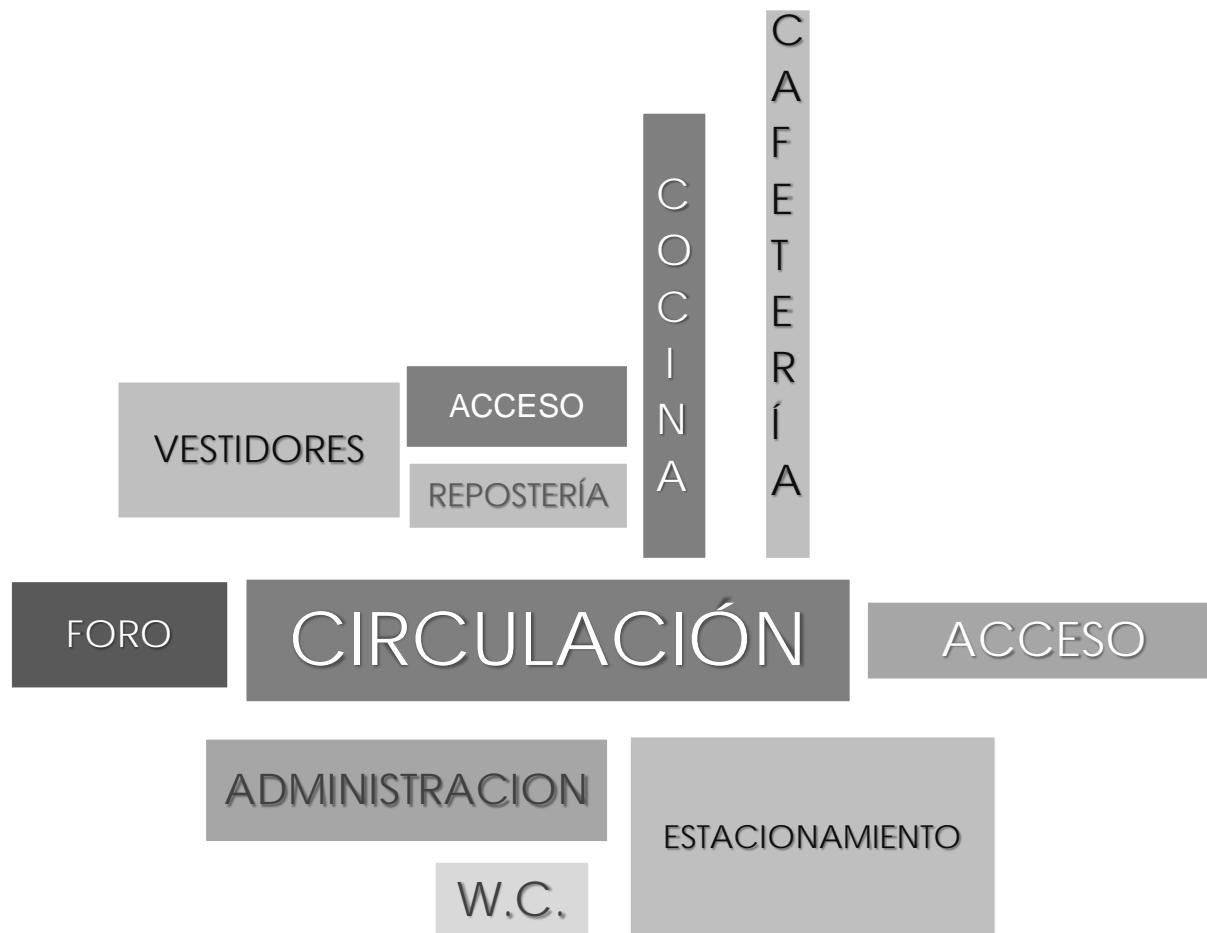 CAFETERÍA
COCINA
ACCESO
VESTIDORES
REPOSTERÍA
FORO
CIRCULACIÓN
ACCESO
ADMINISTRACION
ESTACIONAMIENTO
W.C.